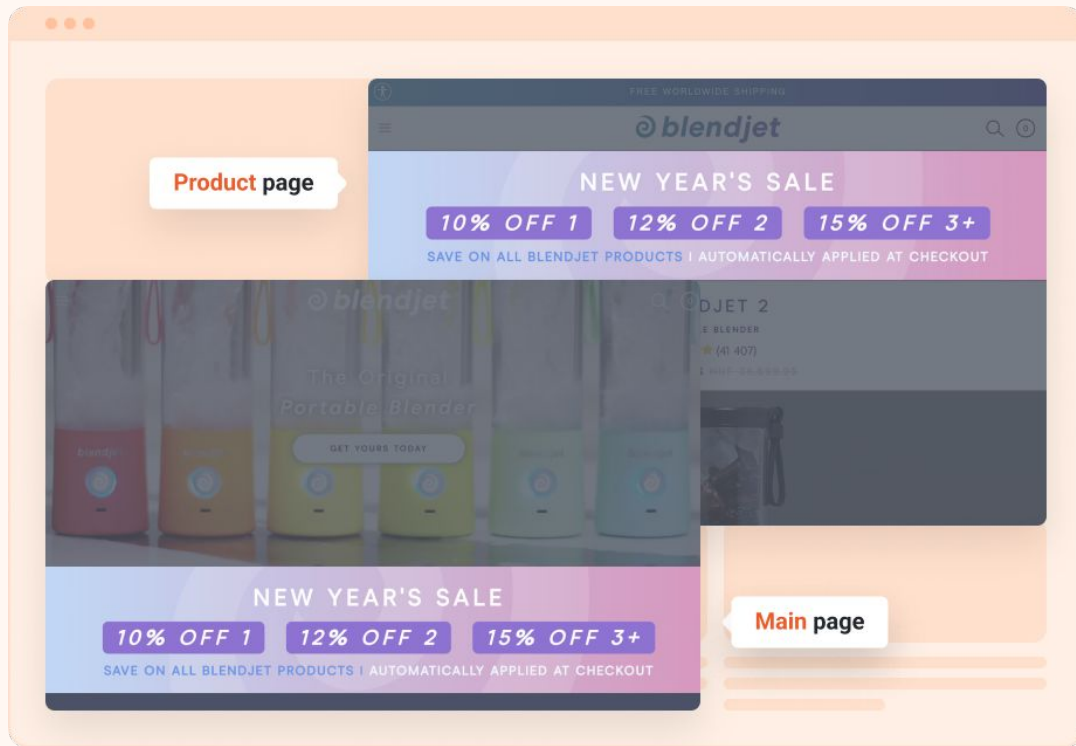 FREE WORLDWIDE SHIPPING
blendjet
0
Product page
NEW YEAR'S SALE
10% OFF 1 12% OFF 2 15% OFF 3+
SAVE ON ALL BLENDJET PRODUCTS | AUTOMATICALLY APPLIED AT CHECKOUT
DJET 2
LE BLENDER
(41 407)
blendjet
The Original
Portable Blender
GET YOURS TODAY
blendjet
NEW YEAR'S SALE
10% OFF 1 12% OFF 2 15% OFF 3+
SAVE ON ALL BLENDJET PRODUCTS | AUTOMATICALLY APPLIED AT CHECKOUT
Main page